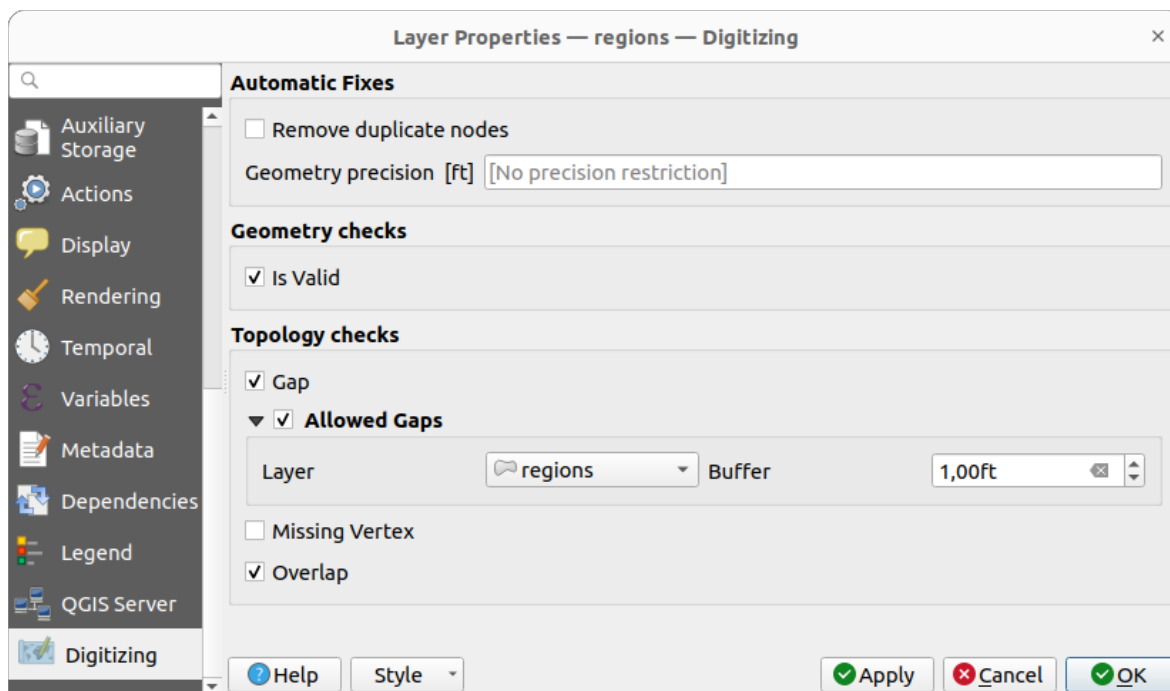 Layer Properties — regions — Digitizing
Auxiliary
Storage
Actions
Display
Rendering
Temporal
Variables
Metadata
Dependencies
Legend
QGIS Server
Digitizing
Automatic Fixes
Remove duplicate nodes
Geometry precision [ft] [No precision restriction]
Geometry checks
Is Valid
Topology checks
Gap
Allowed Gaps
Layer regions Buffer 1,00ft
Missing Vertex
Overlap
Help Style Apply Cancel OK